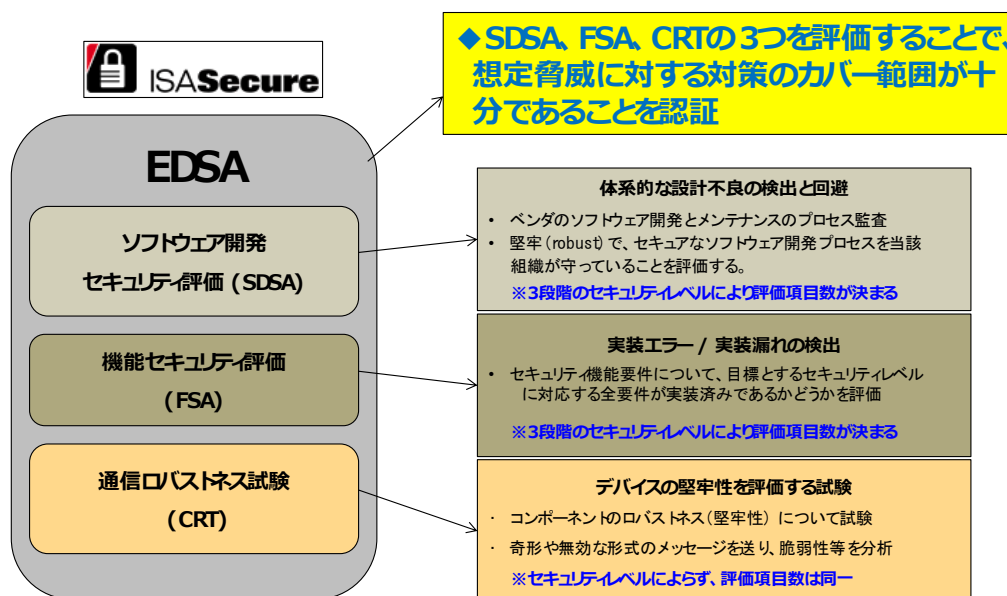 ISASecure
◆SDSA、FSA、CRTの3つを評価することで、
想定脅威に対する対策のカバー範囲が十
分であることを認証
EDSA
ソフトウェア開発
セキュリティ評価 (SDSA)
機能セキュリティ評価
(FSA)
通信ロバストネス試験
(CRT)
体系的な設計不良の検出と回避
• ベンダのソフトウェア開発とメンテナンスのプロセス監査
• 堅牢(robust)で、セキュアなソフトウェア開発プロセスを当該
組織が守っていることを評価する。
※3段階のセキュリティレベルにより評価項目数が決まる
実装エラー / 実装漏れの検出
• セキュリティ機能要件について、目標とするセキュリティレベル
に対応する全要件が実装済みであるかどうかを評価
※3段階のセキュリティレベルにより評価項目数が決まる
デバイスの堅牢性を評価する試験
・ コンポーネントのロバストネス(堅牢性) について試験
・ 奇形や無効な形式のメッセージを送り、脆弱性等を分析
※セキュリティレベルによらず、評価項目数は同一